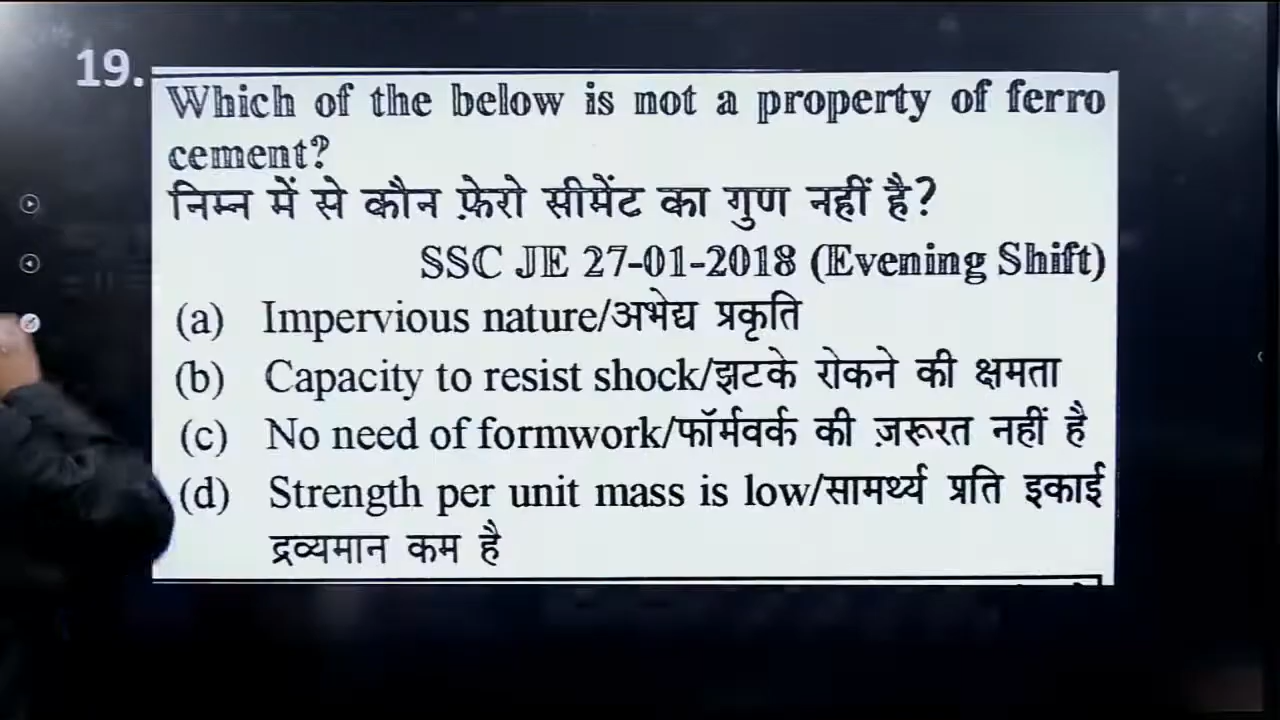 19.
Which of the below is not a property of ferro
cement?
निम्न में से कौन फ़ेरो सीमेंट का गुण नहीं है?
SSC JE 27-01-2018 (Evening Shift)
(a) Impervious nature/अभेद्य प्रकृति
(b) Capacity to resist shock/झटके रोकने की क्षमता
(c) No need of formwork/फॉर्मवर्क की ज़रूरत नहीं है
(d) Strength per unit mass is low/सामर्थ्य प्रति इकाई
द्रव्यमान कम है